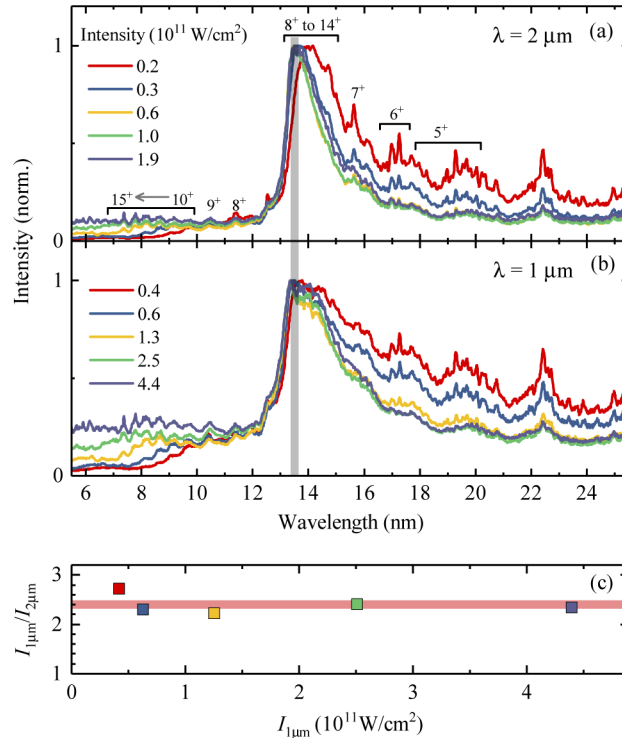 8⁺ to 14⁺
Intensity (10¹¹ W/cm²)
(a)
λ = 2 µm
0.2
0.3
0.6
1.0
1.9
7⁺
6⁺
5⁺
15⁺
10⁺
9⁺
8⁺
1
0
Intensity (norm.)
(b)
λ = 1 µm
0.4
0.6
1.3
2.5
4.4
1
0
6 8 10 12 14 16 18 20 22 24
Wavelength (nm)
(c)
3
2
1
I₁µm/I₂µm
0 1 2 3 4
I₁µm (10¹¹W/cm²)